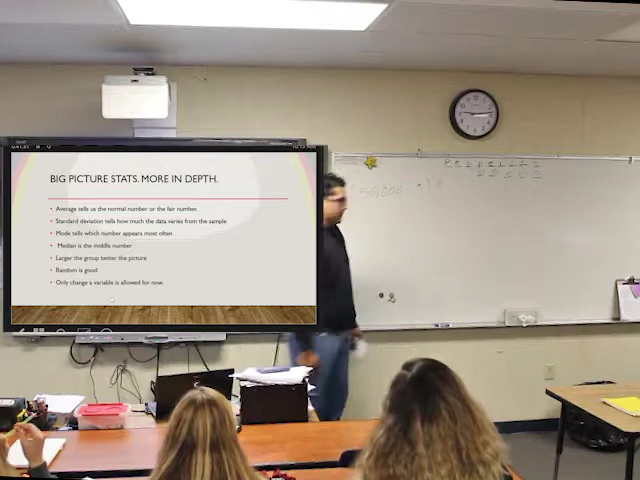 BIG PICTURE STATS. MORE IN DEPTH.
• Average tells us the normal number or the fair number.
• Standard deviation tells how much the data varies from the sample
• Mode tells which number appears most often
• Median is the middle number
• Larger the group better the picture
• Random is good
• Only change a variable is allowed for now.